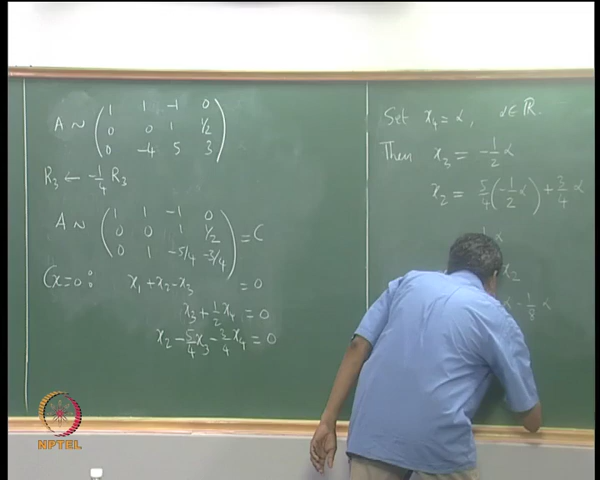 A ~ ( 1 1 -1 0
0 0 1 1/2
0 -4 5 3 )
R₃ ← -1/4 R₃
A ~ ( 1 1 -1 0
0 0 1 1/2
0 1 -5/4 -3/4 ) = C
Cx=0: x₁ + x₂ - x₃ = 0
x₃ + 1/2 x₄ = 0
x₂ - 5/4 x₃ - 3/4 x₄ = 0
Set x₄ = α, α ∈ ℝ.
Then x₃ = -1/2 α
x₂ = 5/4 (-1/2 α) + 3/4 α
α
x₂
α - 1/8 α
NPTEL